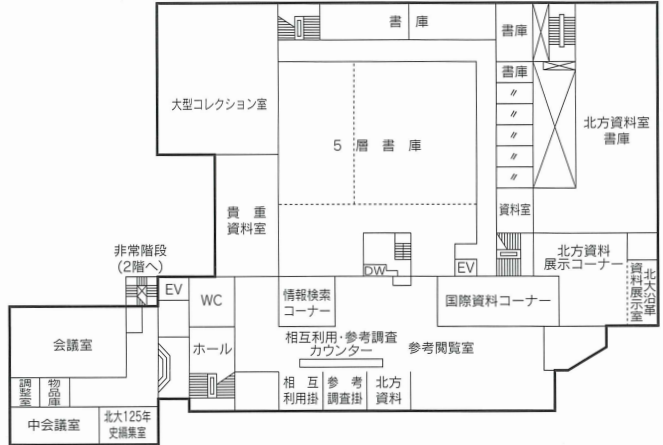 書　庫
書庫
大型コレクション室
書庫
〃
〃
〃
〃
〃
北方資料室
書庫
5　層　書　庫
資料室
貴　重
資料室
非常階段
(2階へ)
北方資料
展示コーナー
北大沿革
資料展示室
EV
WC
DW
EV
情報検索
コーナー
国際資料コーナー
会議室
ホール
相互利用・参考調査
カウンター
参考閲覧室
調整室
物品庫
相　互
利用掛
参　考
調査掛
北方
資料
中会議室
北大125年
史編集室